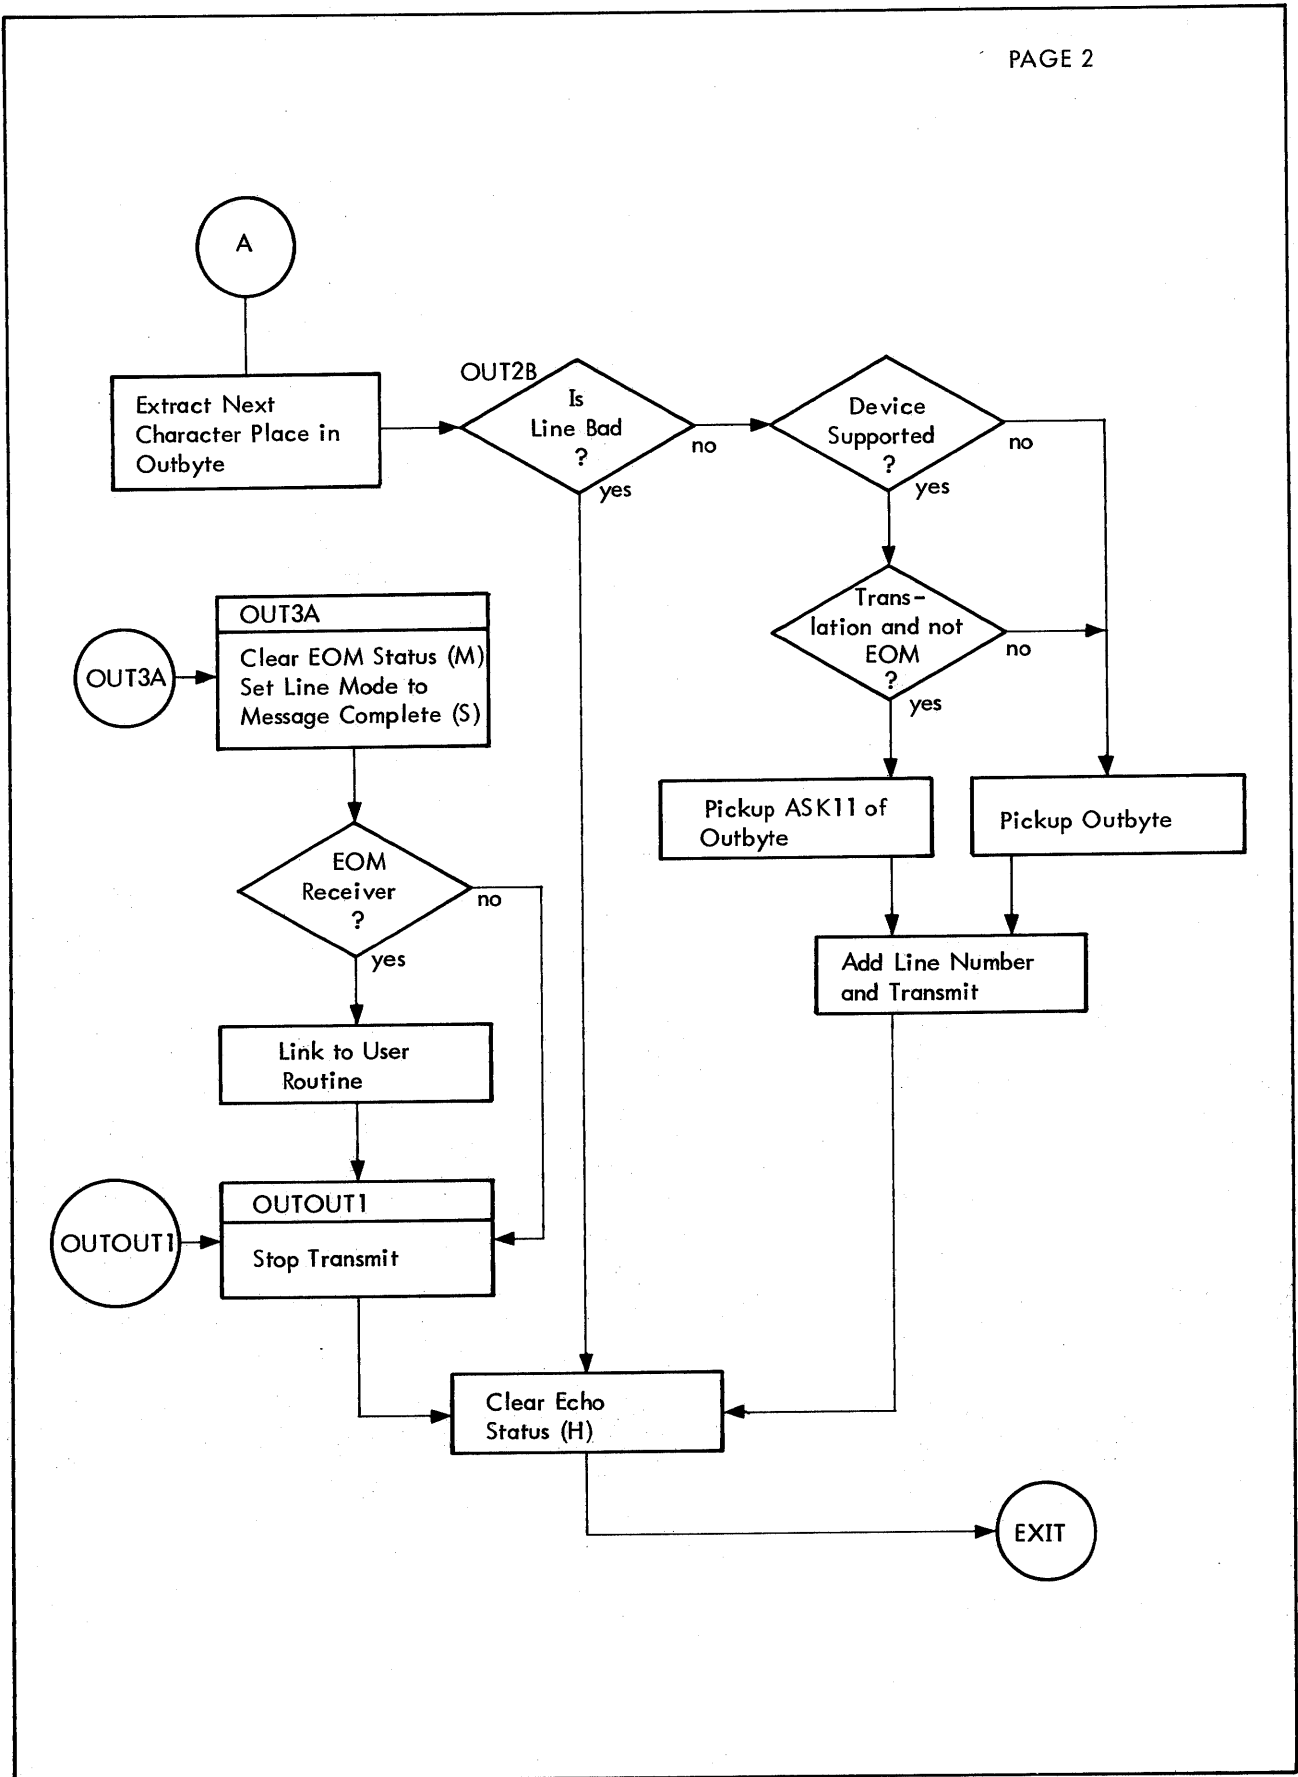 PAGE 2
A
Extract Next
Character Place in
Outbyte
OUT2B
Is
Line Bad
?
no
yes
Device
Supported
?
no
yes
Trans-
lation and not
EOM
?
no
yes
Pickup ASK11 of
Outbyte
Pickup Outbyte
Add Line Number
and Transmit
OUT3A
OUT3A
Clear EOM Status (M)
Set Line Mode to
Message Complete (S)
EOM
Receiver
?
no
yes
Link to User
Routine
OUTOUT1
OUTOUT1
Stop Transmit
Clear Echo
Status (H)
EXIT